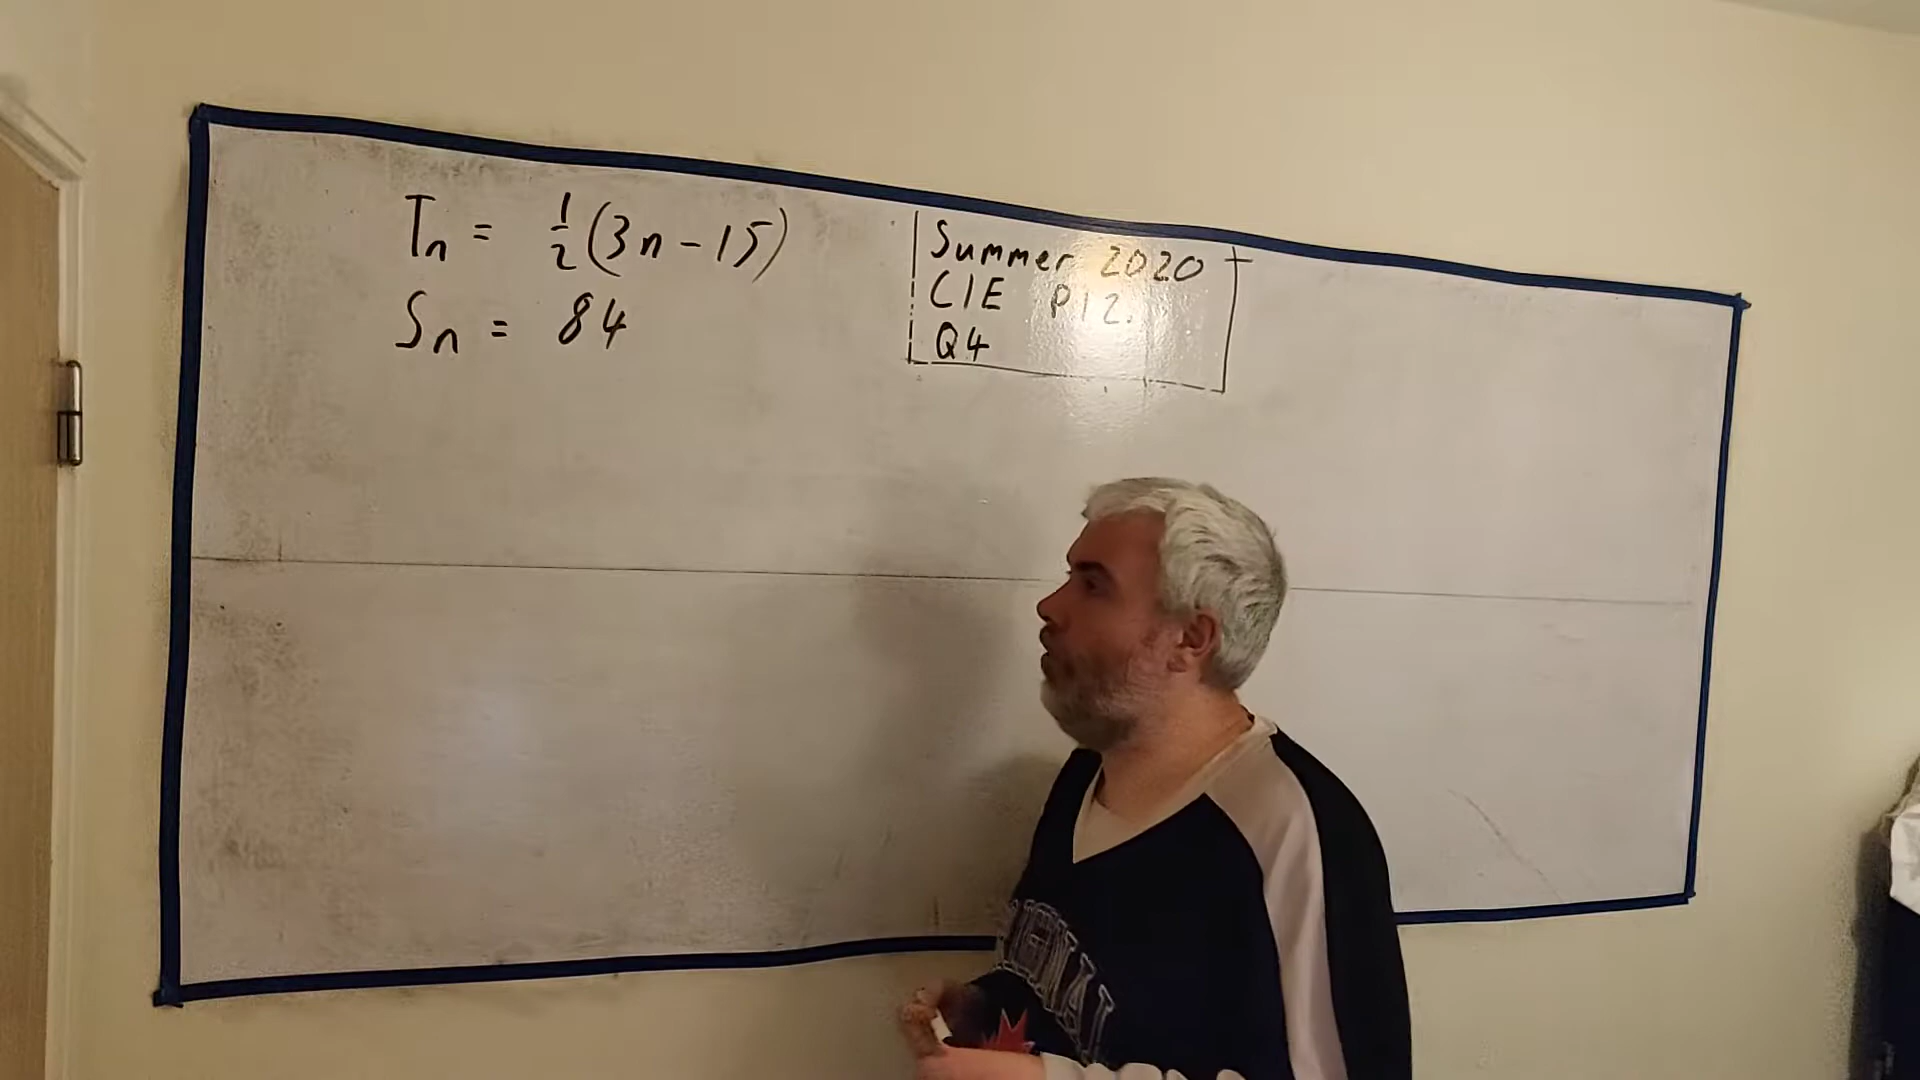 Tn = 1/2 (3n - 15)
Sn = 84
Summer 2020
CIE P12.
Q4